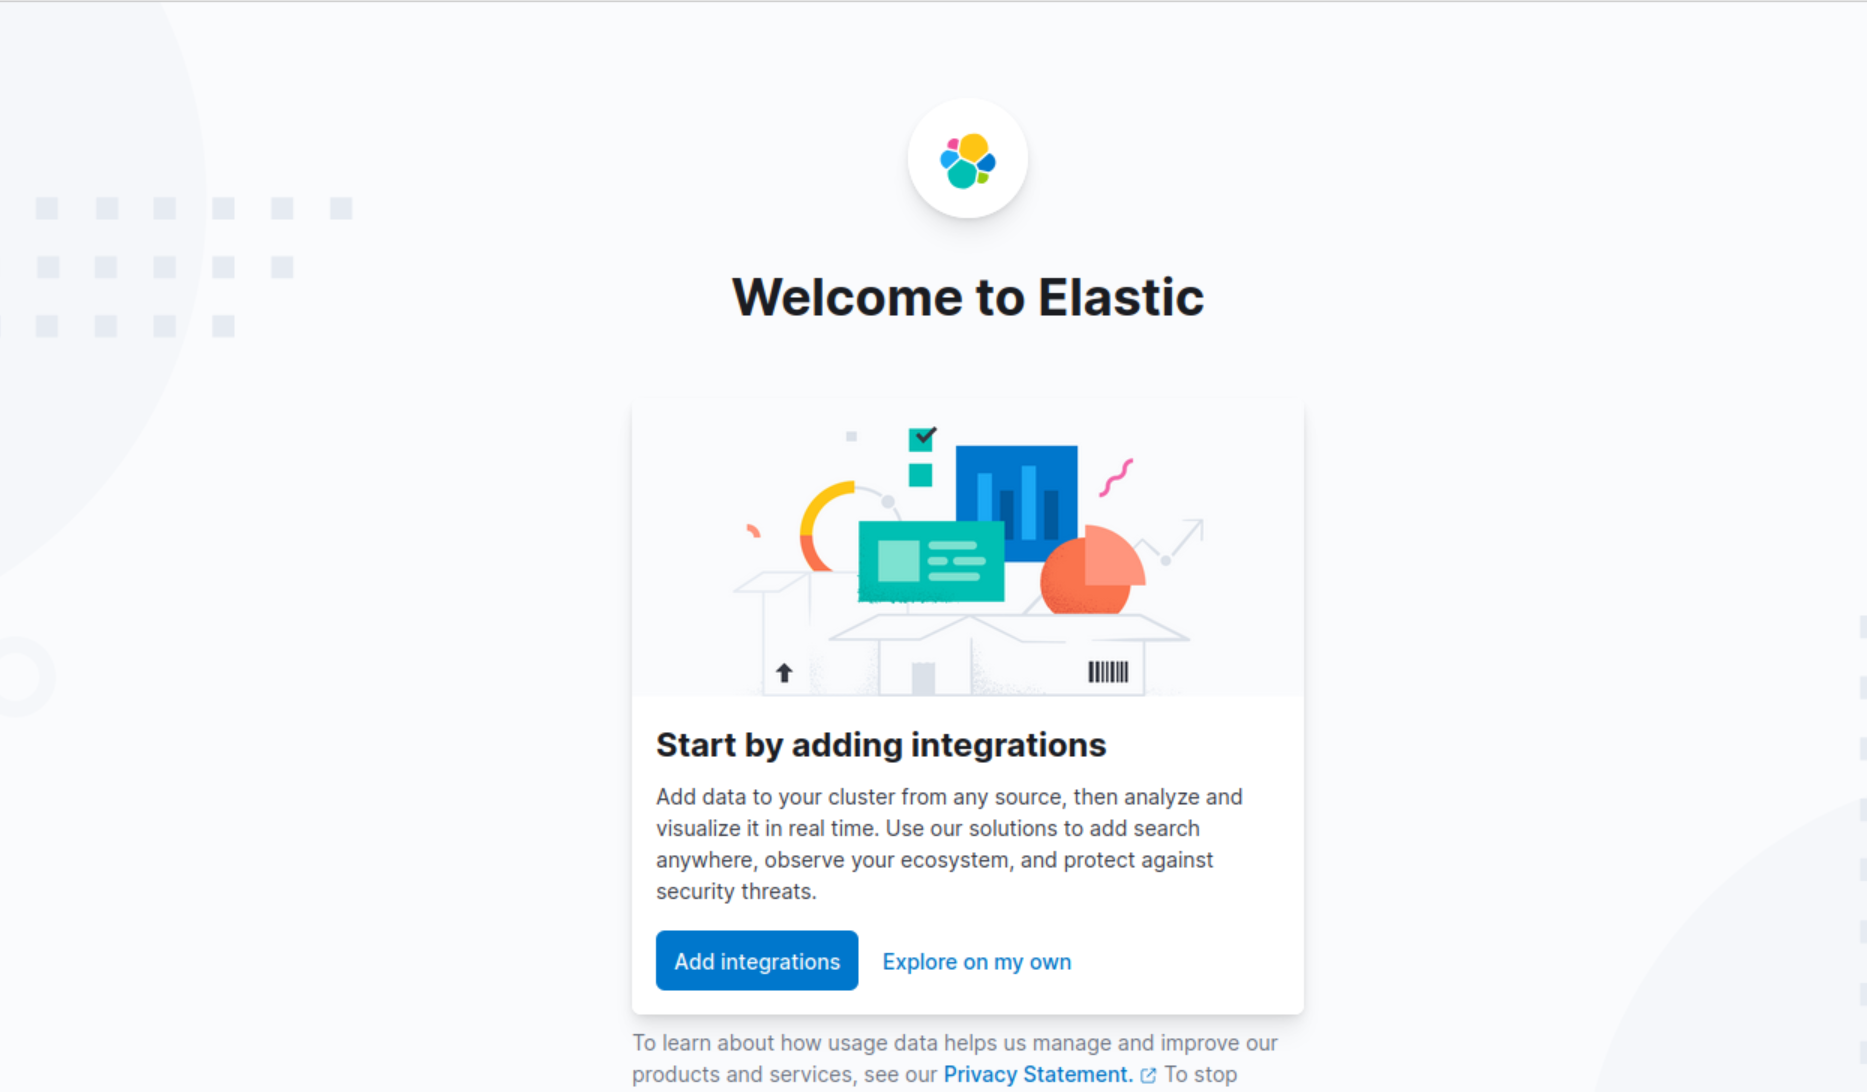 Welcome to Elastic
Start by adding integrations
Add data to your cluster from any source, then analyze and
visualize it in real time. Use our solutions to add search
anywhere, observe your ecosystem, and protect against
security threats.
Add integrations Explore on my own
To learn about how usage data helps us manage and improve our
products and services, see our Privacy Statement. To stop